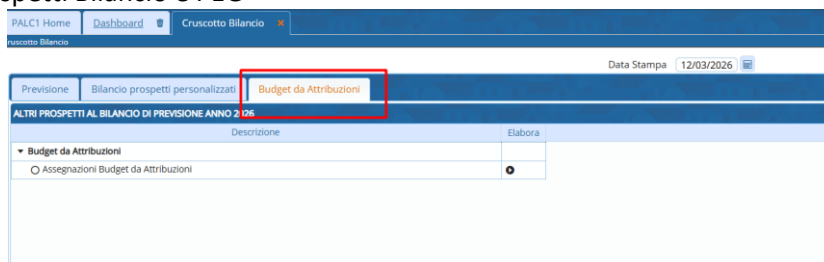 PALC1 Home Dashboard Cruscotto Bilancio ×
ruscotto Bilancio
Data Stampa 12/03/2026
Previsione Bilancio prospetti personalizzati Budget da Attribuzioni
ALTRI PROSPETTI AL BILANCIO DI PREVISIONE ANNO 2026
Descrizione Elabora
Budget da Attribuzioni
Assegnazioni Budget da Attribuzioni